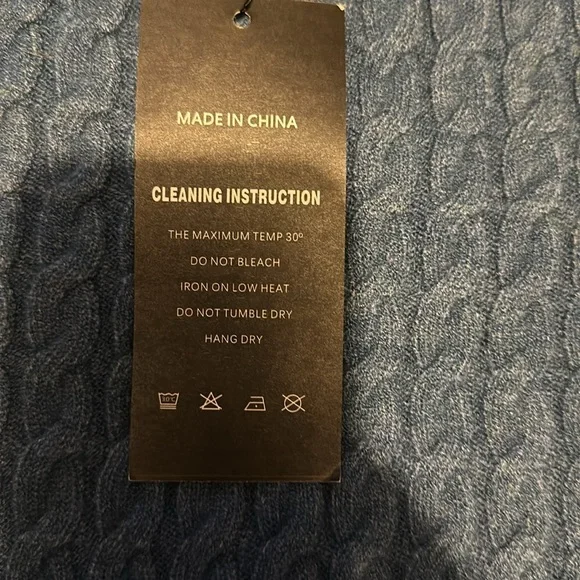 MADE IN CHINA
CLEANING INSTRUCTION
THE MAXIMUM TEMP 30º
DO NOT BLEACH
IRON ON LOW HEAT
DO NOT TUMBLE DRY
HANG DRY
30°C